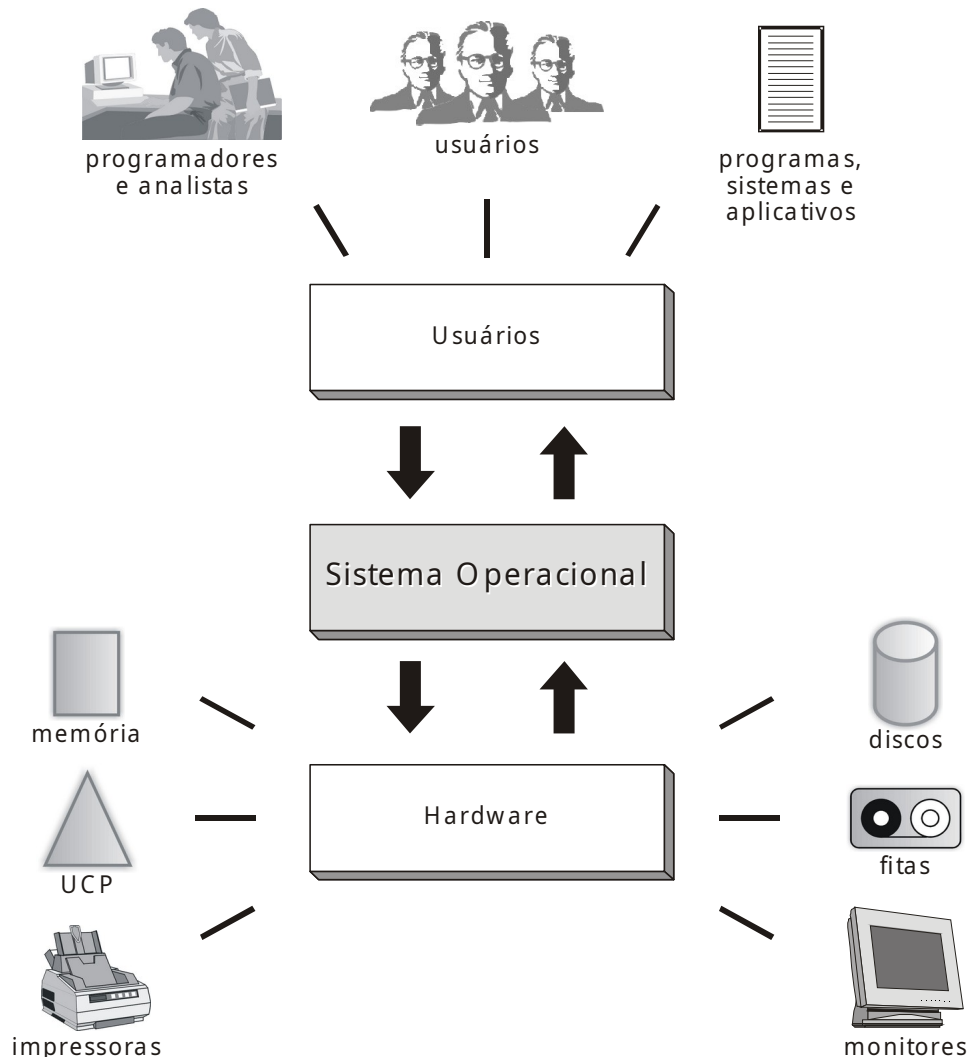 programadores
e analistas
usuários
programas,
sistemas e
aplicativos
Usuários
Sistema Operacional
memória
discos
Hardware
UCP
fitas
impressoras
monitores